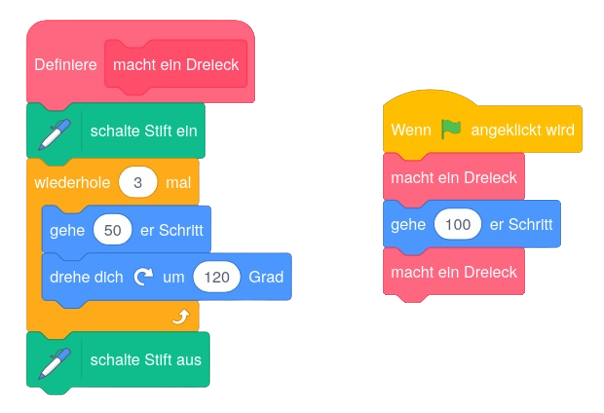 Definiere macht ein Dreieck
schalte Stift ein
wiederhole 3 mal
gehe 50 er Schritt
drehe dich um 120 Grad
schalte Stift aus
Wenn angeklickt wird
macht ein Dreieck
gehe 100 er Schritt
macht ein Dreieck